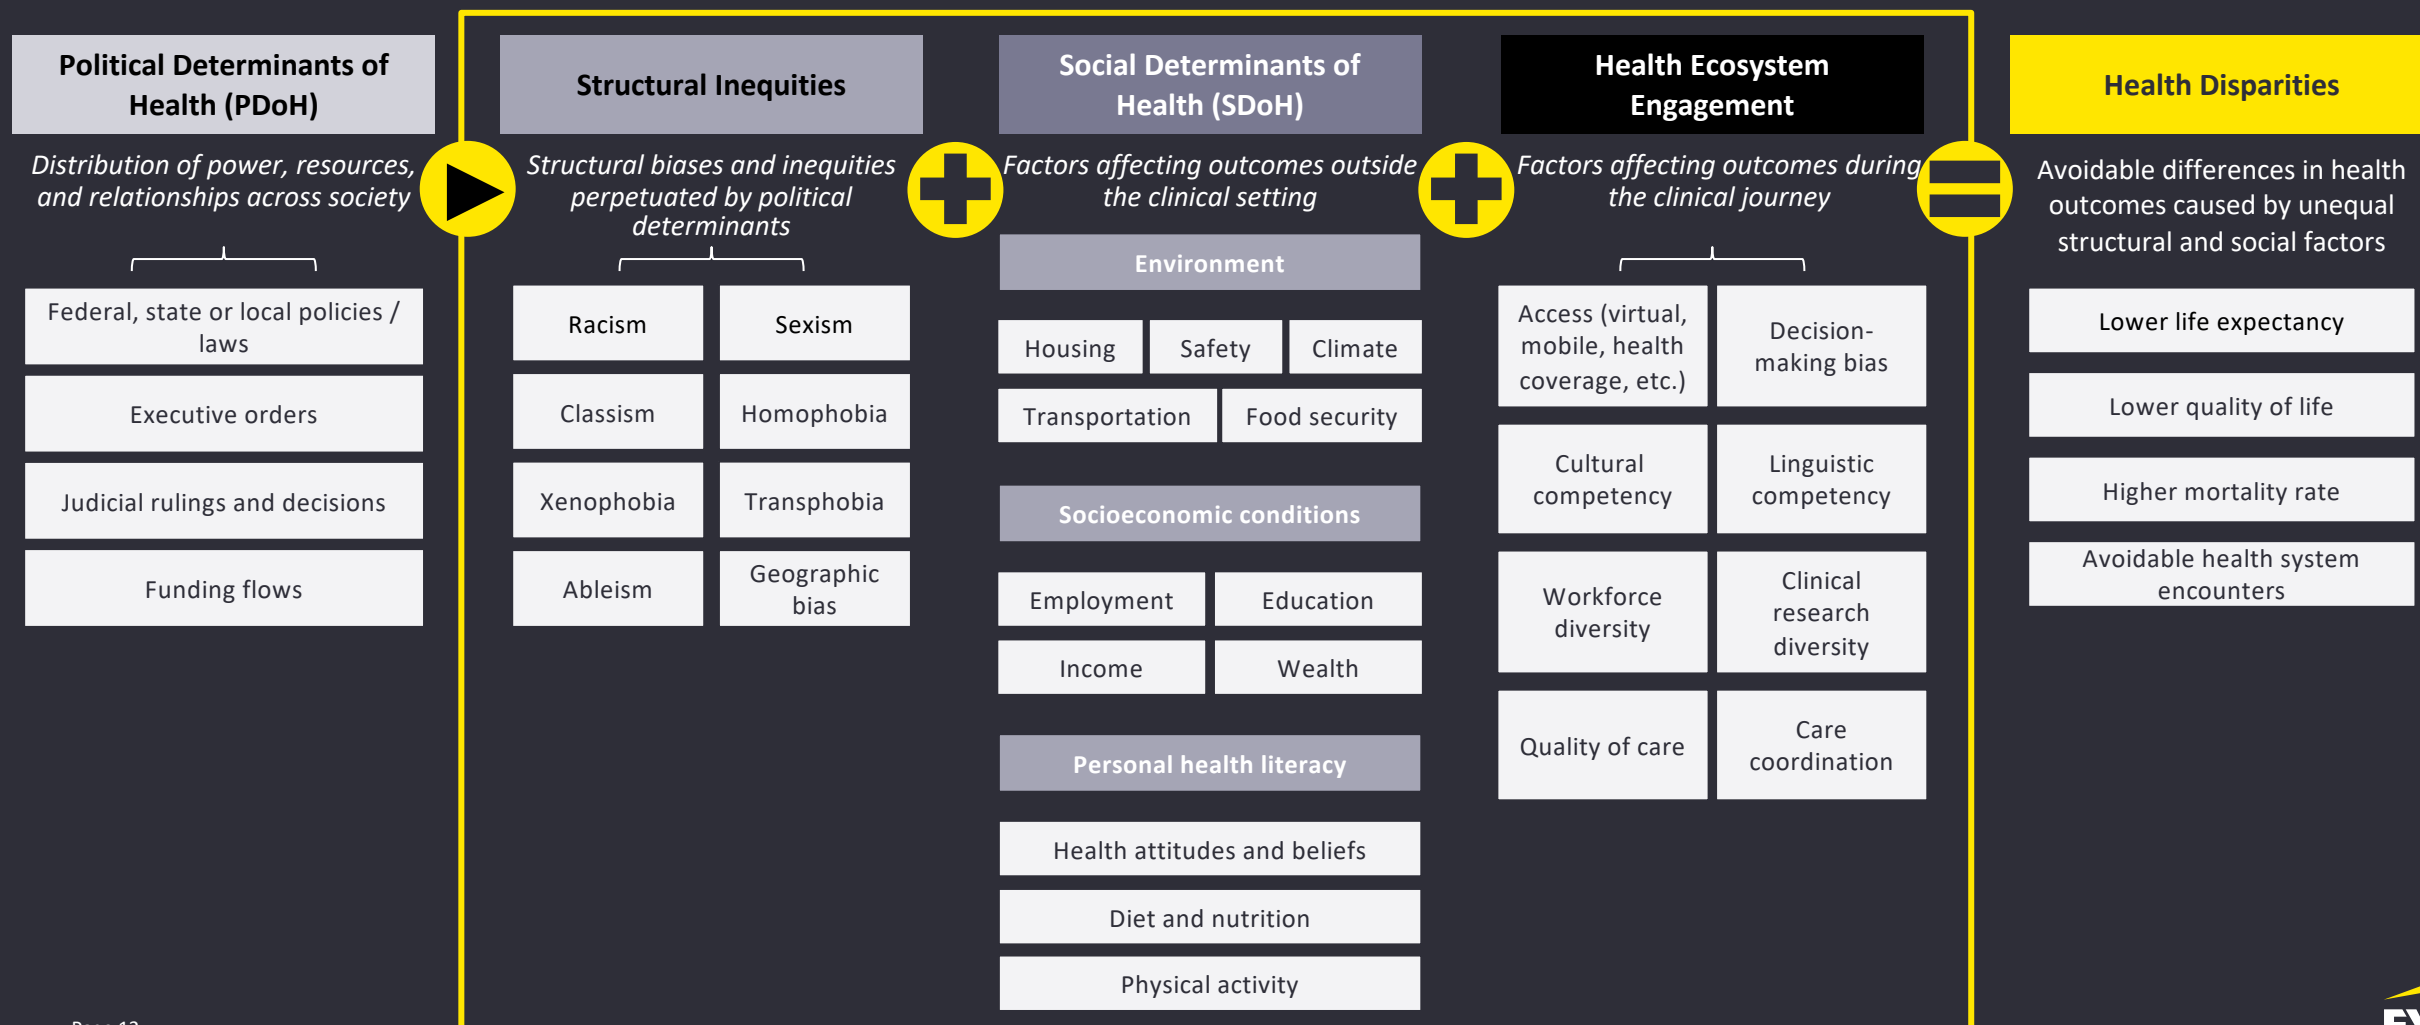 Political Determinants of
Health (PDoH)
Distribution of power, resources,
and relationships across society
Federal, state or local policies /
laws
Executive orders
Judicial rulings and decisions
Funding flows
Structural Inequities
Structural biases and inequities
perpetuated by political
determinants
Racism
Sexism
Classism
Homophobia
Xenophobia
Transphobia
Ableism
Geographic
bias
Social Determinants of
Health (SDoH)
Factors affecting outcomes outside
the clinical setting
Environment
Housing
Safety
Climate
Transportation
Food security
Socioeconomic conditions
Employment
Education
Income
Wealth
Personal health literacy
Health attitudes and beliefs
Diet and nutrition
Physical activity
Health Ecosystem
Engagement
Factors affecting outcomes during
the clinical journey
Access (virtual,
mobile, health
coverage, etc.)
Decision-
making bias
Cultural
competency
Linguistic
competency
Workforce
diversity
Clinical
research
diversity
Quality of care
Care
coordination
Health Disparities
Avoidable differences in health
outcomes caused by unequal
structural and social factors
Lower life expectancy
Lower quality of life
Higher mortality rate
Avoidable health system
encounters